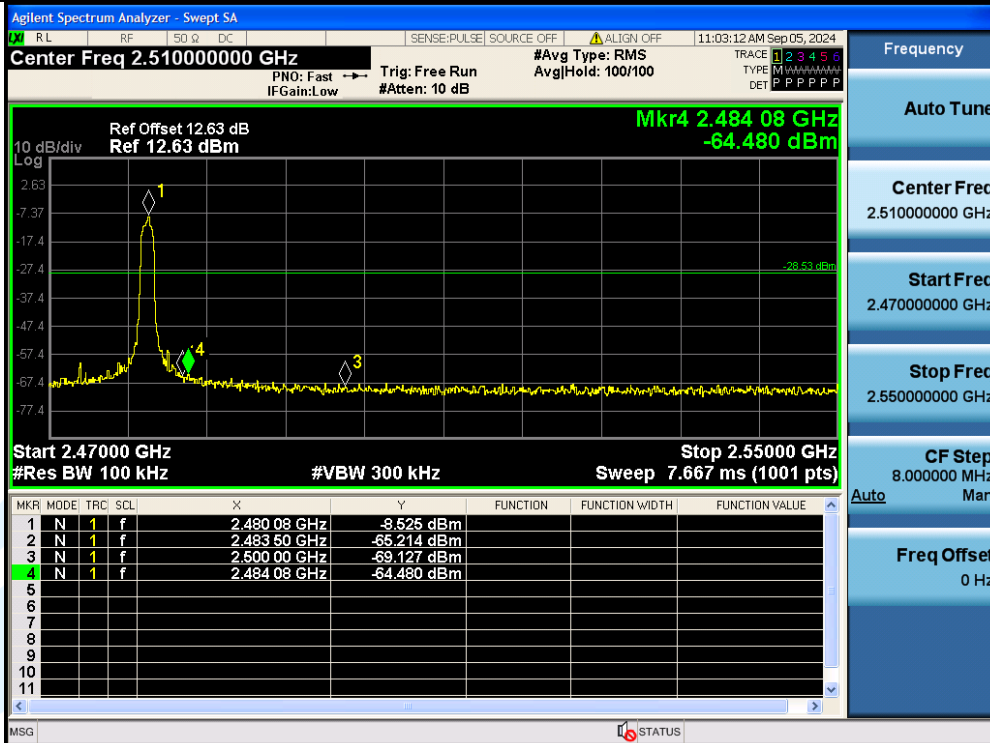 Agilent Spectrum Analyzer - Swept SA
LXI RL RF 50 Ω DC SENSE:PULSE SOURCE OFF ALIGN OFF 11:03:12 AM Sep 05, 2024
Center Freq 2.510000000 GHz
PNO: Fast
IFGain:Low
Trig: Free Run
#Atten: 10 dB
#Avg Type: RMS
Avg|Hold: 100/100
TRACE 1 2 3 4 5 6
TYPE M W W W W W
DET P P P P P P
Mkr4 2.484 08 GHz
-64.480 dBm
Ref Offset 12.63 dB
10 dB/div Ref 12.63 dBm
Log
2.63
-7.37
-17.4
-27.4
-37.4
-47.4
-57.4
-67.4
-77.4
1
4
3
-28.53 dBm
Start 2.47000 GHz Stop 2.55000 GHz
#Res BW 100 kHz #VBW 300 kHz Sweep 7.667 ms (1001 pts)
MKR MODE TRC SCL X Y FUNCTION FUNCTION WIDTH FUNCTION VALUE
1 N 1 f 2.480 08 GHz -8.525 dBm
2 N 1 f 2.483 50 GHz -65.214 dBm
3 N 1 f 2.500 00 GHz -69.127 dBm
4 N 1 f 2.484 08 GHz -64.480 dBm
5
6
7
8
9
10
11
MSG STATUS
Frequency
Auto Tune
Center Freq
2.510000000 GHz
Start Freq
2.470000000 GHz
Stop Freq
2.550000000 GHz
CF Step
8.000000 MHz
Auto Man
Freq Offset
0 Hz